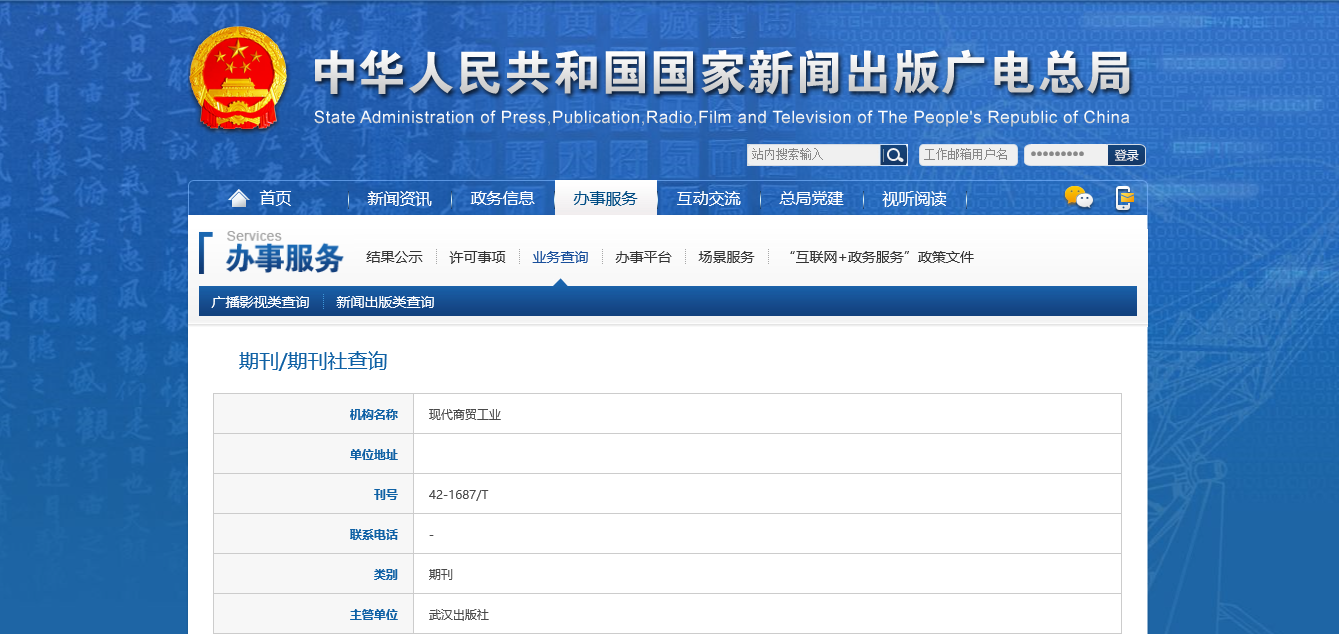 中华人民共和国国家新闻出版广电总局
State Administration of Press,Publication,Radio,Film and Television of The People's Republic of China
站内搜索输入 工作邮箱用户名 ••••••••• 登录
首页 新闻资讯 政务信息 办事服务 互动交流 总局党建 视听阅读
Services
办事服务 结果公示 许可事项 业务查询 办事平台 场景服务 “互联网+政务服务”政策文件
广播影视类查询 新闻出版类查询
期刊/期刊社查询
机构名称 现代商贸工业
单位地址
刊号 42-1687/T
联系电话 -
类别 期刊
主管单位 武汉出版社